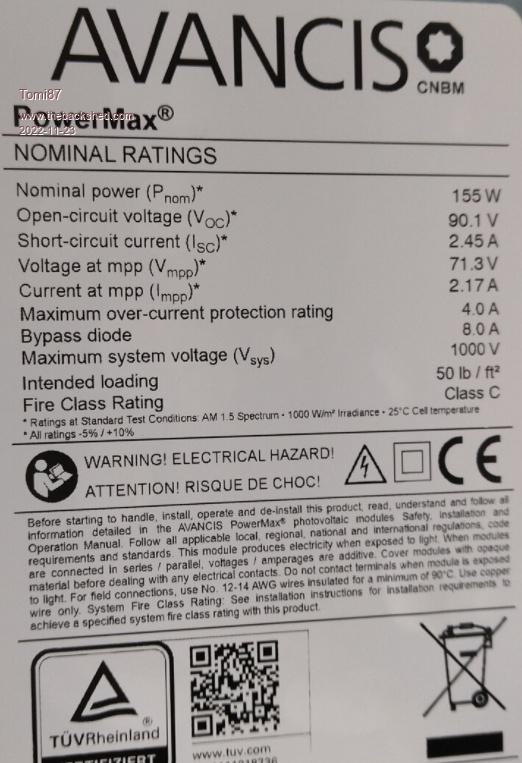 AVANCIS
CNBM
Tomi87
PowerMax®
www.thebackshed.com
2022-11-23
NOMINAL RATINGS
Nominal power (Pnom)* 155 W
Open-circuit voltage (VOC)* 90.1 V
Short-circuit current (ISC)* 2.45 A
Voltage at mpp (Vmpp)* 71.3 V
Current at mpp (Impp)* 2.17 A
Maximum over-current protection rating 4.0 A
Bypass diode 8.0 A
Maximum system voltage (Vsys) 1000 V
Intended loading 50 lb / ft²
Fire Class Rating Class C
* Ratings at Standard Test Conditions: AM 1.5 Spectrum • 1000 W/m² Irradiance • 25°C Cell temperature
* All ratings -5% / +10%
WARNING! ELECTRICAL HAZARD!
ATTENTION! RISQUE DE CHOC!
CE
Before starting to handle, install, operate and de-install this product, read, understand and follow all
information detailed in the AVANCIS PowerMax® photovoltaic modules Safety, Installation and
Operation Manual. Follow all applicable local, regional, national and international regulations, code
requirements and standards. This module produces electricity when exposed to light. When modules
are connected in series / parallel, voltages / amperages are additive. Cover modules with opaque
material before dealing with any electrical contacts. Do not contact terminals when module is exposed
to light. For field connections, use No. 12-14 AWG wires insulated for a minimum of 90°C. Use copper
wire only. System Fire Class Rating: See installation instructions for installation requirements to
achieve a specified system fire class rating with this product.
®
TÜVRheinland
ZERTIFIZIERT
www.tuv.com